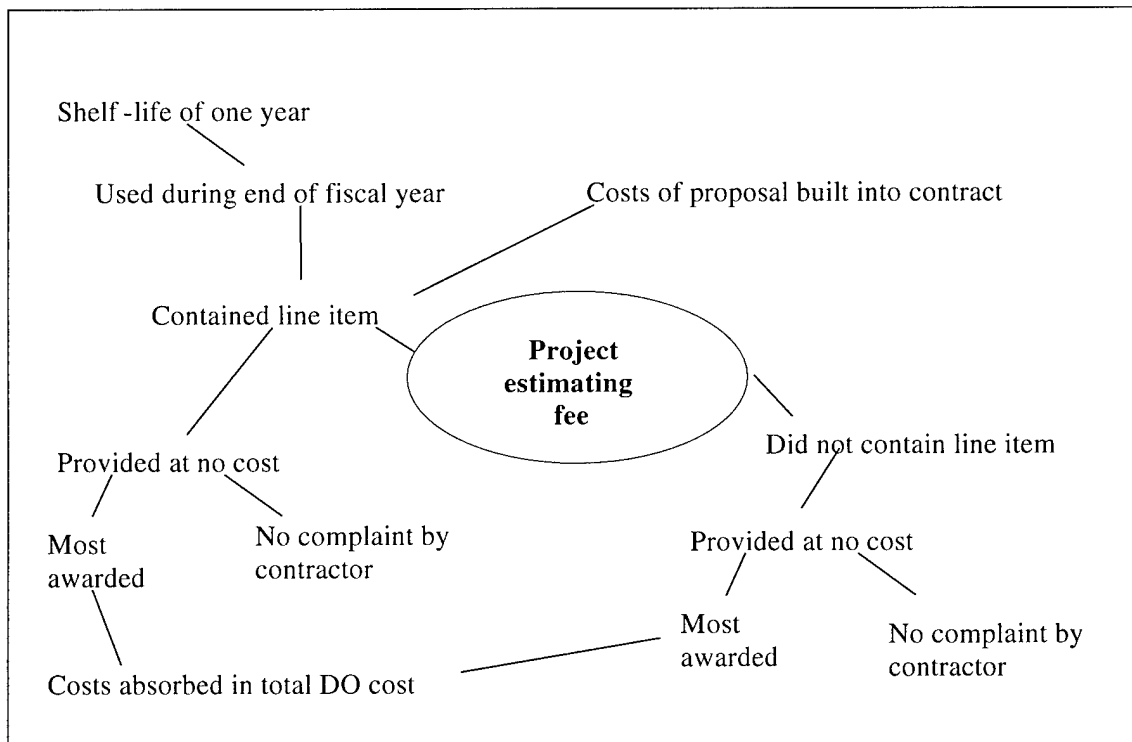 Shelf -life of one year
Used during end of fiscal year
Costs of proposal built into contract
Contained line item
Project
estimating
fee
Did not contain line item
Provided at no cost
Most
awarded
No complaint by
contractor
Provided at no cost
Most
awarded
No complaint by
contractor
Costs absorbed in total DO cost